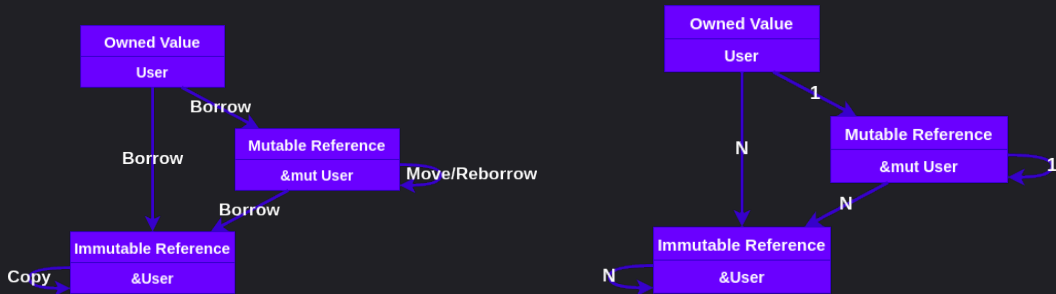 Owned Value
User
Borrow
Borrow
Mutable Reference
&mut User
Move/Reborrow
Borrow
Immutable Reference
&User
Copy
Owned Value
User
1
N
Mutable Reference
&mut User
1
N
Immutable Reference
&User
N